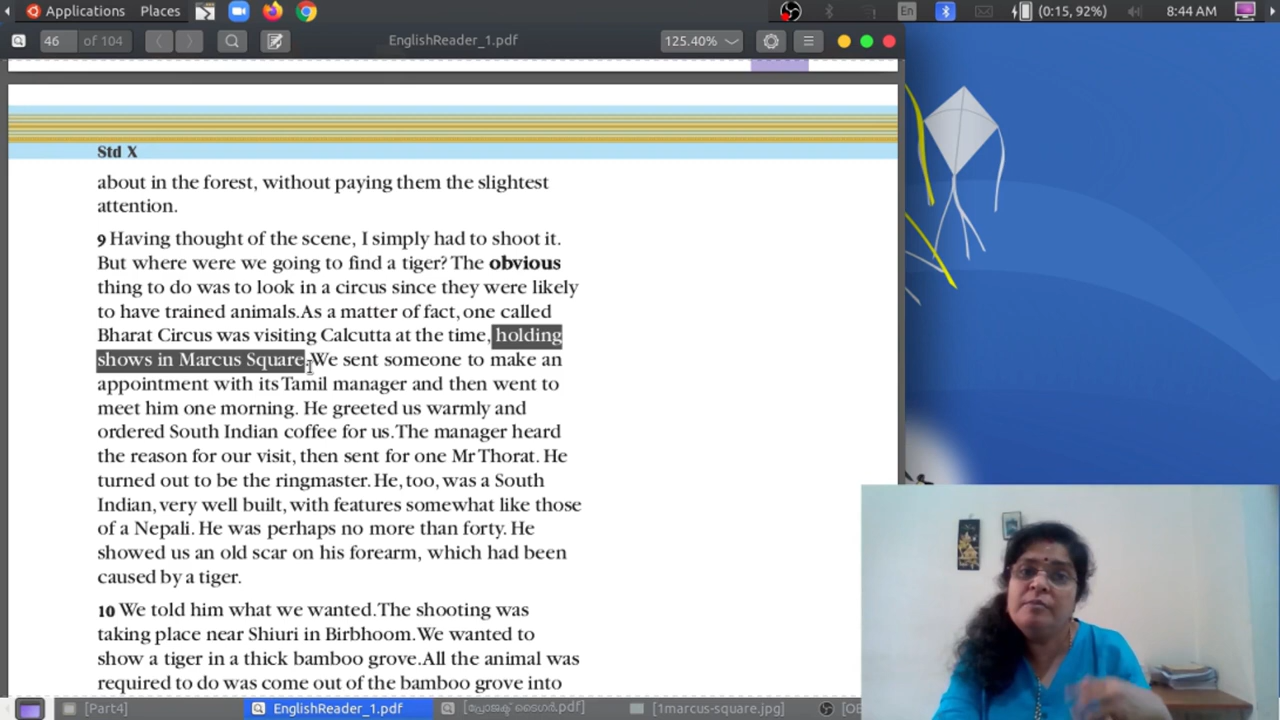 Applications Places En (0:15, 92%) 8:44 AM
46 of 104 EnglishReader_1.pdf 125.40%
Std X
about in the forest, without paying them the slightest
attention.
9 Having thought of the scene, I simply had to shoot it.
But where were we going to find a tiger? The obvious
thing to do was to look in a circus since they were likely
to have trained animals.As a matter of fact, one called
Bharat Circus was visiting Calcutta at the time, holding
shows in Marcus Square.We sent someone to make an
appointment with its Tamil manager and then went to
meet him one morning. He greeted us warmly and
ordered South Indian coffee for us.The manager heard
the reason for our visit, then sent for one Mr Thorat. He
turned out to be the ringmaster. He, too, was a South
Indian, very well built, with features somewhat like those
of a Nepali. He was perhaps no more than forty. He
showed us an old scar on his forearm, which had been
caused by a tiger.
10 We told him what we wanted.The shooting was
taking place near Shiuri in Birbhoom.We wanted to
show a tiger in a thick bamboo grove.All the animal was
required to do was come out of the bamboo grove into
[Part4] EnglishReader_1.pdf [പ്രോജക്ട് ടൈഗർ.pdf] [1marcus-square.jpg] [OB